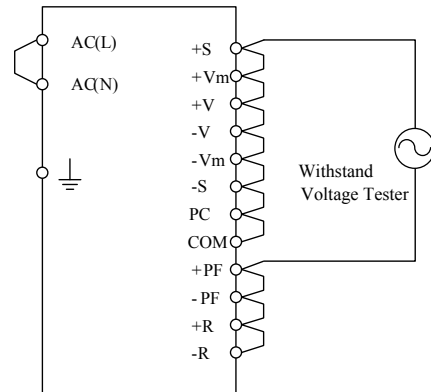 AC(L)
AC(N)
+S
+Vm
+V
-V
-Vm
-S
PC
COM
+PF
-PF
+R
-R
Withstand
Voltage Tester